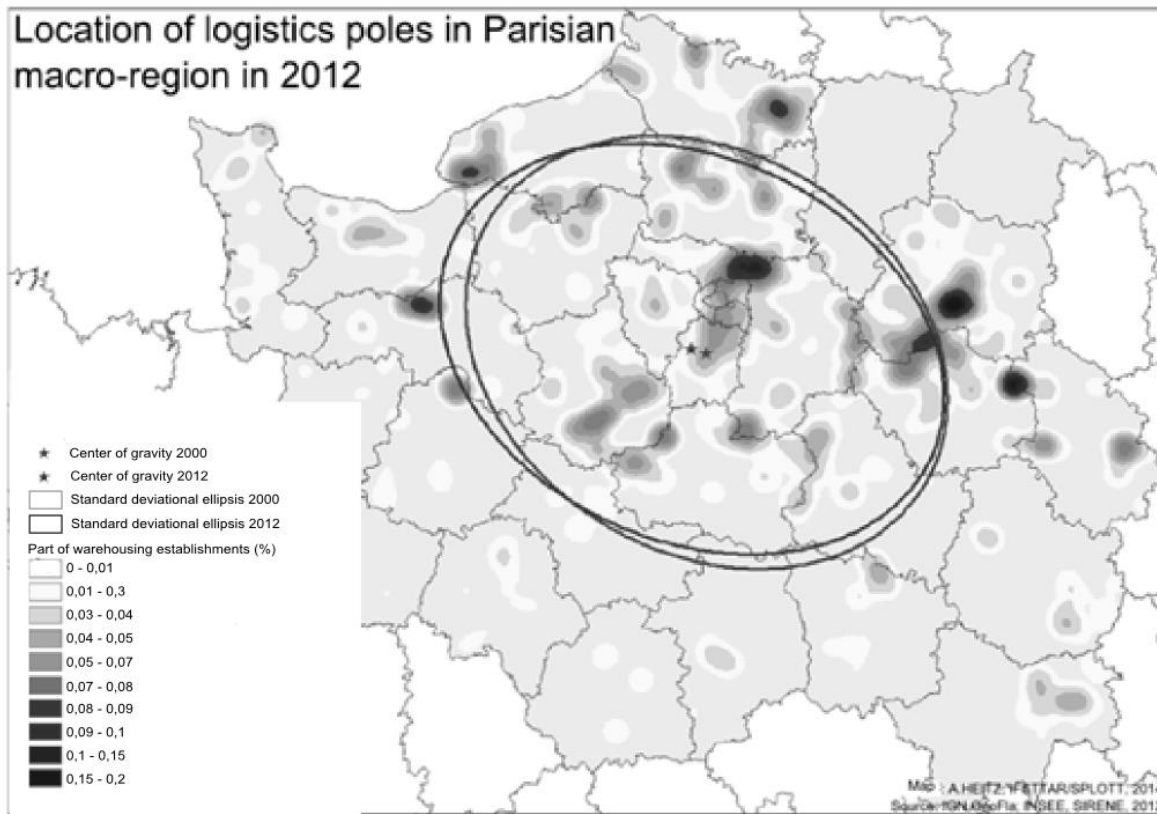 Location of logistics poles in Parisian
macro-region in 2012
Center of gravity 2000
Center of gravity 2012
Standard deviational ellipsis 2000
Standard deviational ellipsis 2012
Part of warehousing establishments (%)
0 - 0,01
0,01 - 0,3
0,03 - 0,04
0,04 - 0,05
0,05 - 0,07
0,07 - 0,08
0,08 - 0,09
0,09 - 0,1
0,1 - 0,15
0,15 - 0,2
Map : A.HEITZ, IFSTTAR/SPLOTT, 2014
Source: IGN GeoFla; INSEE, SIRENE, 2012